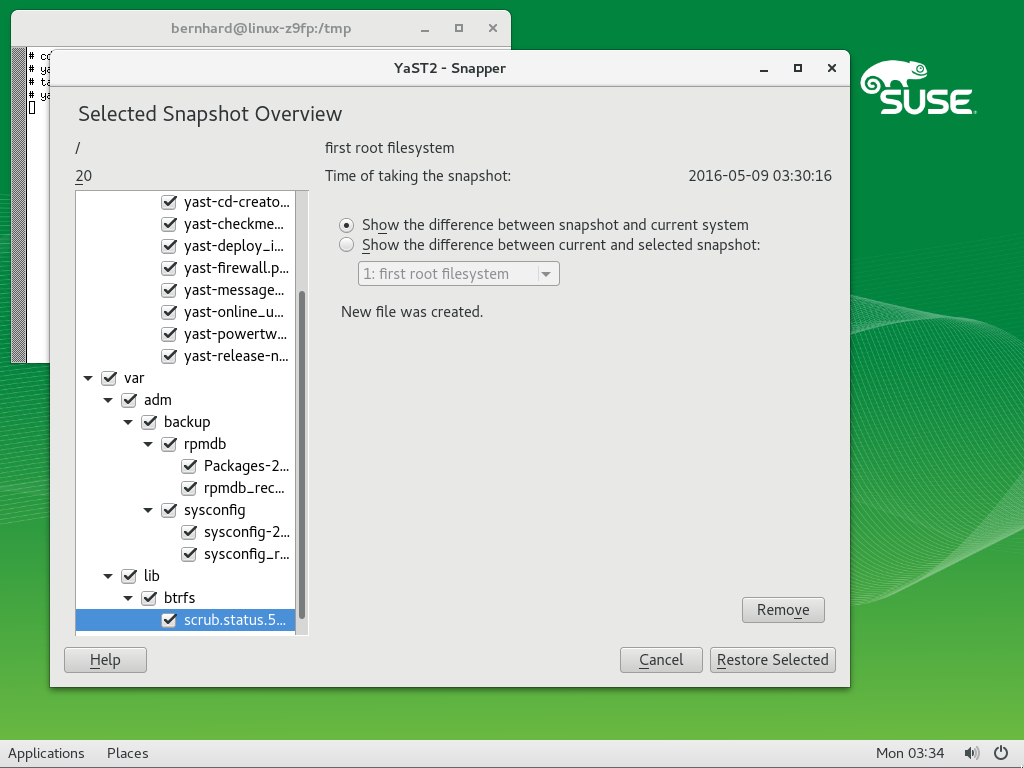 bernhard@linux-z9fp:/tmp
#
#
#
#
YaST2 - Snapper
SUSE
Selected Snapshot Overview
/
first root filesystem
20
Time of taking the snapshot:
2016-05-09 03:30:16
yast-cd-creato...
yast-checkme...
yast-deploy_i...
yast-firewall.p...
yast-message...
yast-online_u...
yast-powertw...
yast-release-n...
var
adm
backup
rpmdb
Packages-2...
rpmdb_rec...
sysconfig
sysconfig-2...
sysconfig_r...
lib
btrfs
scrub.status.5...
Show the difference between snapshot and current system
Show the difference between current and selected snapshot:
1: first root filesystem
New file was created.
Remove
Help
Cancel
Restore Selected
Applications
Places
Mon 03:34